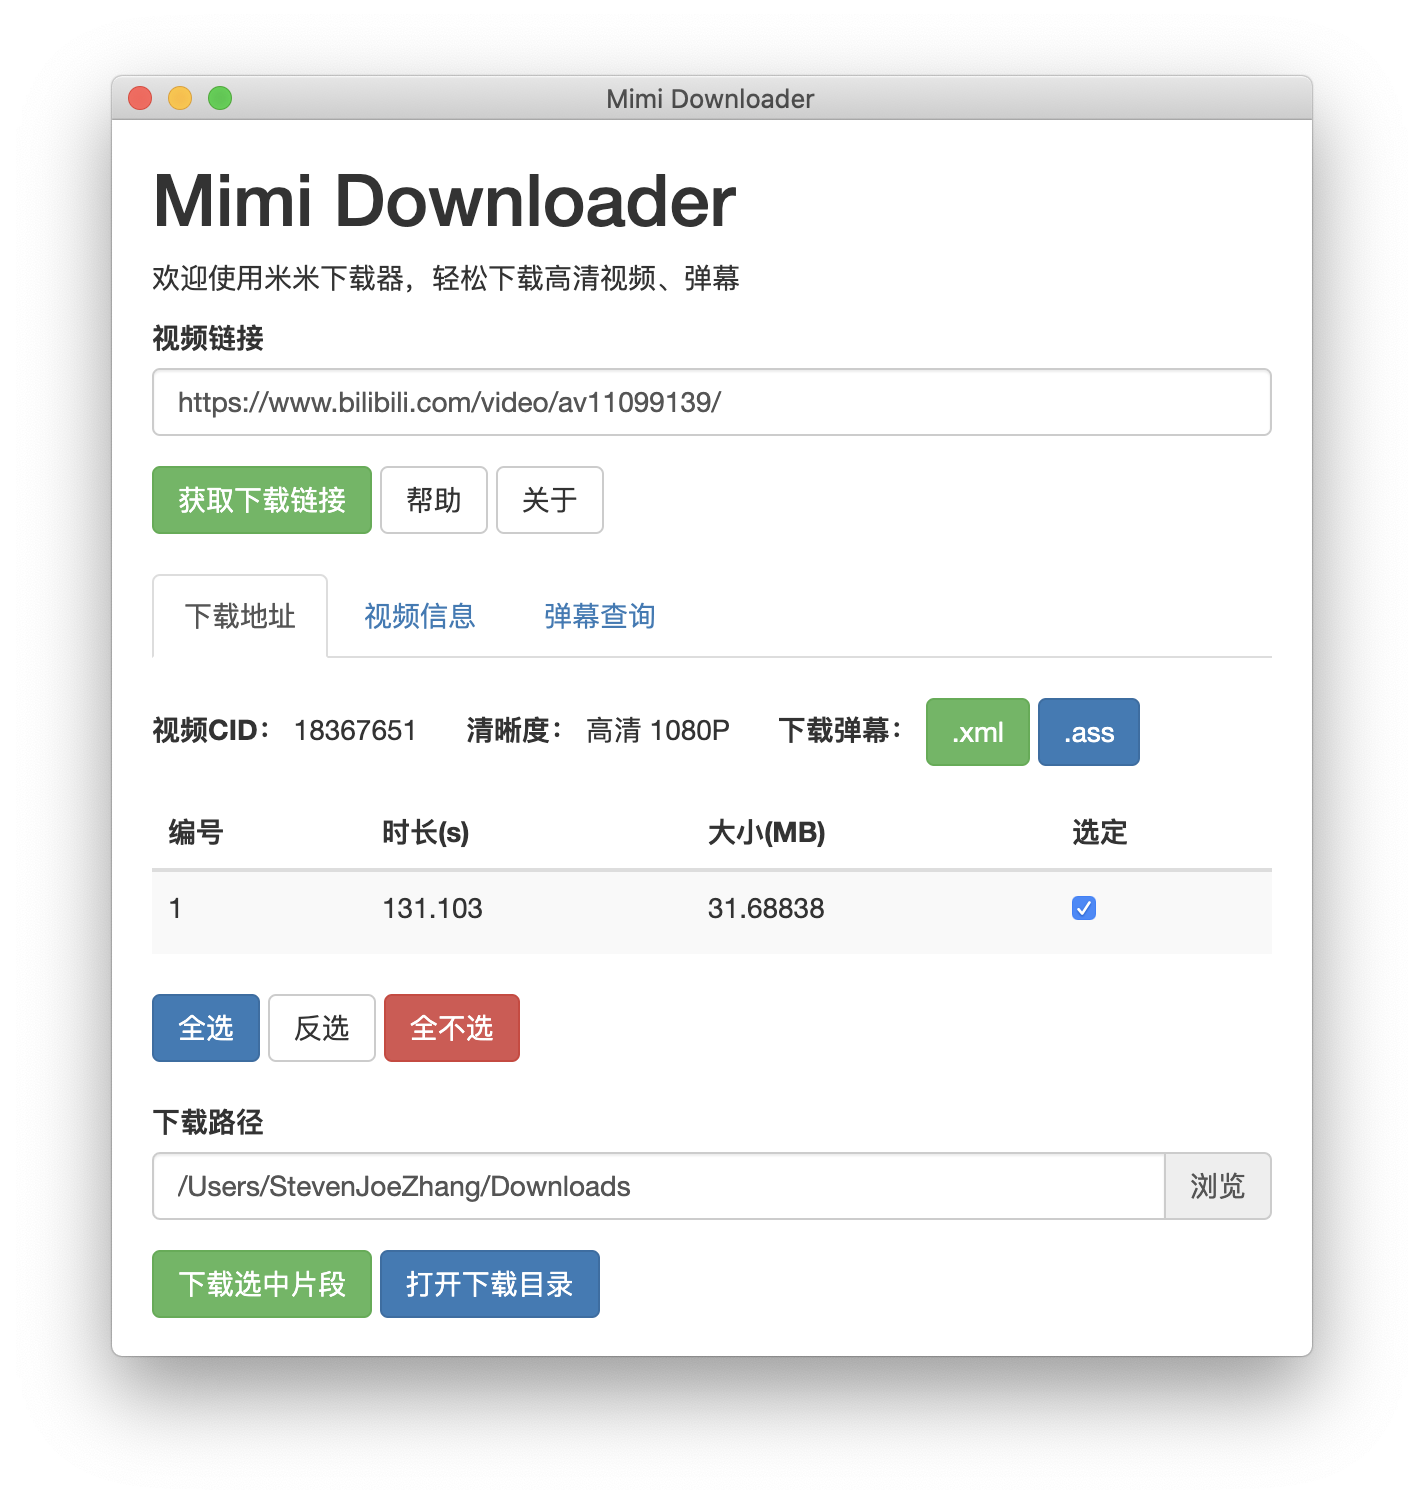 Mimi Downloader
Mimi Downloader
欢迎使用米米下载器，轻松下载高清视频、弹幕
视频链接
https://www.bilibili.com/video/av11099139/
获取下载链接 帮助 关于
下载地址 视频信息 弹幕查询
视频CID： 18367651 清晰度： 高清 1080P 下载弹幕： .xml .ass
编号 时长(s) 大小(MB) 选定
1 131.103 31.68838
全选 反选 全不选
下载路径
/Users/StevenJoeZhang/Downloads 浏览
下载选中片段 打开下载目录